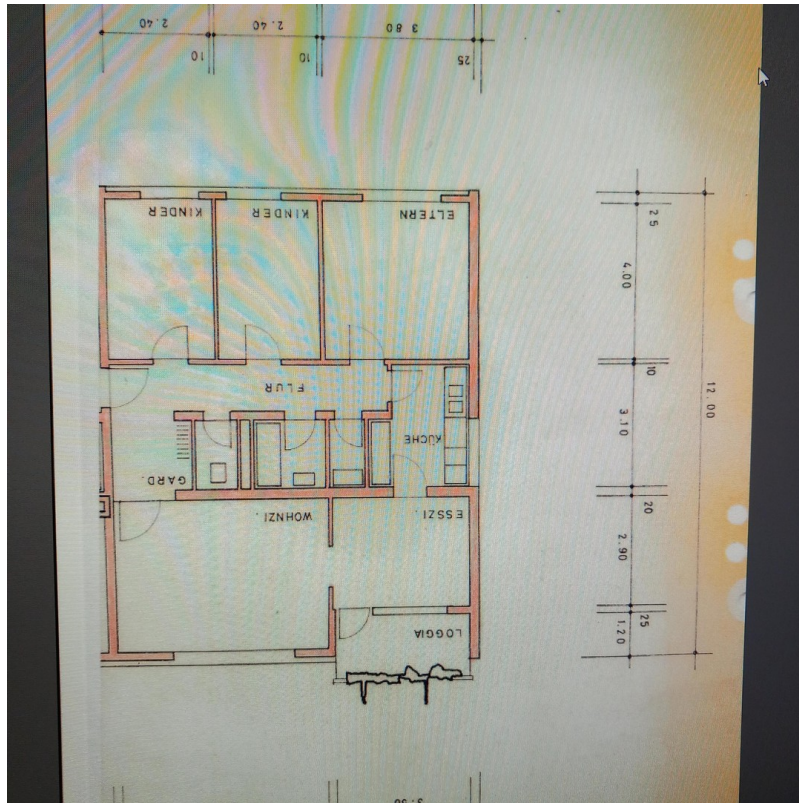 LOGGIA
ESSZI.
WOHNZI.
GARD.
KÜCHE
FLUR
ELTERN
KINDER
KINDER
25
10
10
3 80
2.40
2.40
25
4.00
10
3.10
20
2.90
25
1.20
12.00